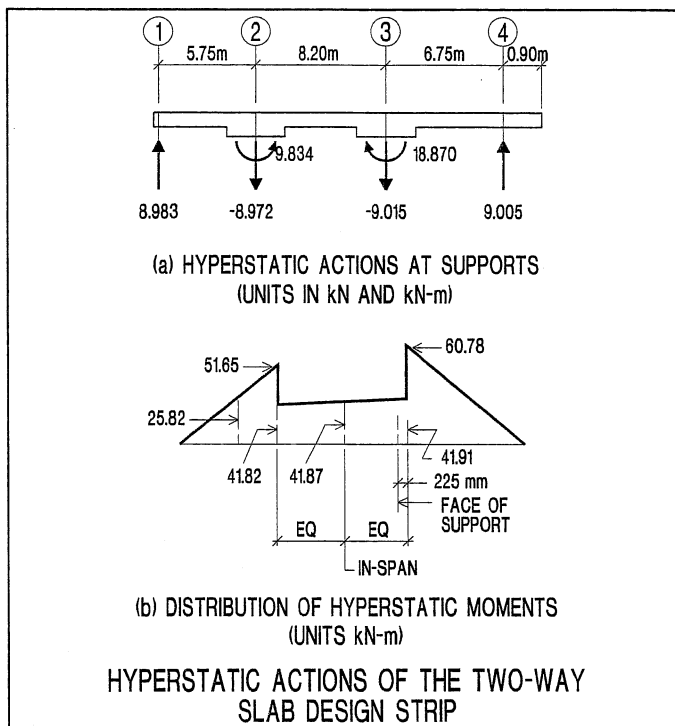 1 2 3 4
5.75m 8.20m 6.75m 0.90m
9.834 18.870
8.983 -8.972 -9.015 9.005
(a) HYPERSTATIC ACTIONS AT SUPPORTS
(UNITS IN kN AND kN-m)
51.65 60.78
25.82
41.82 41.87 41.91
225 mm
FACE OF
SUPPORT
EQ EQ
IN-SPAN
(b) DISTRIBUTION OF HYPERSTATIC MOMENTS
(UNITS kN-m)
HYPERSTATIC ACTIONS OF THE TWO-WAY
SLAB DESIGN STRIP